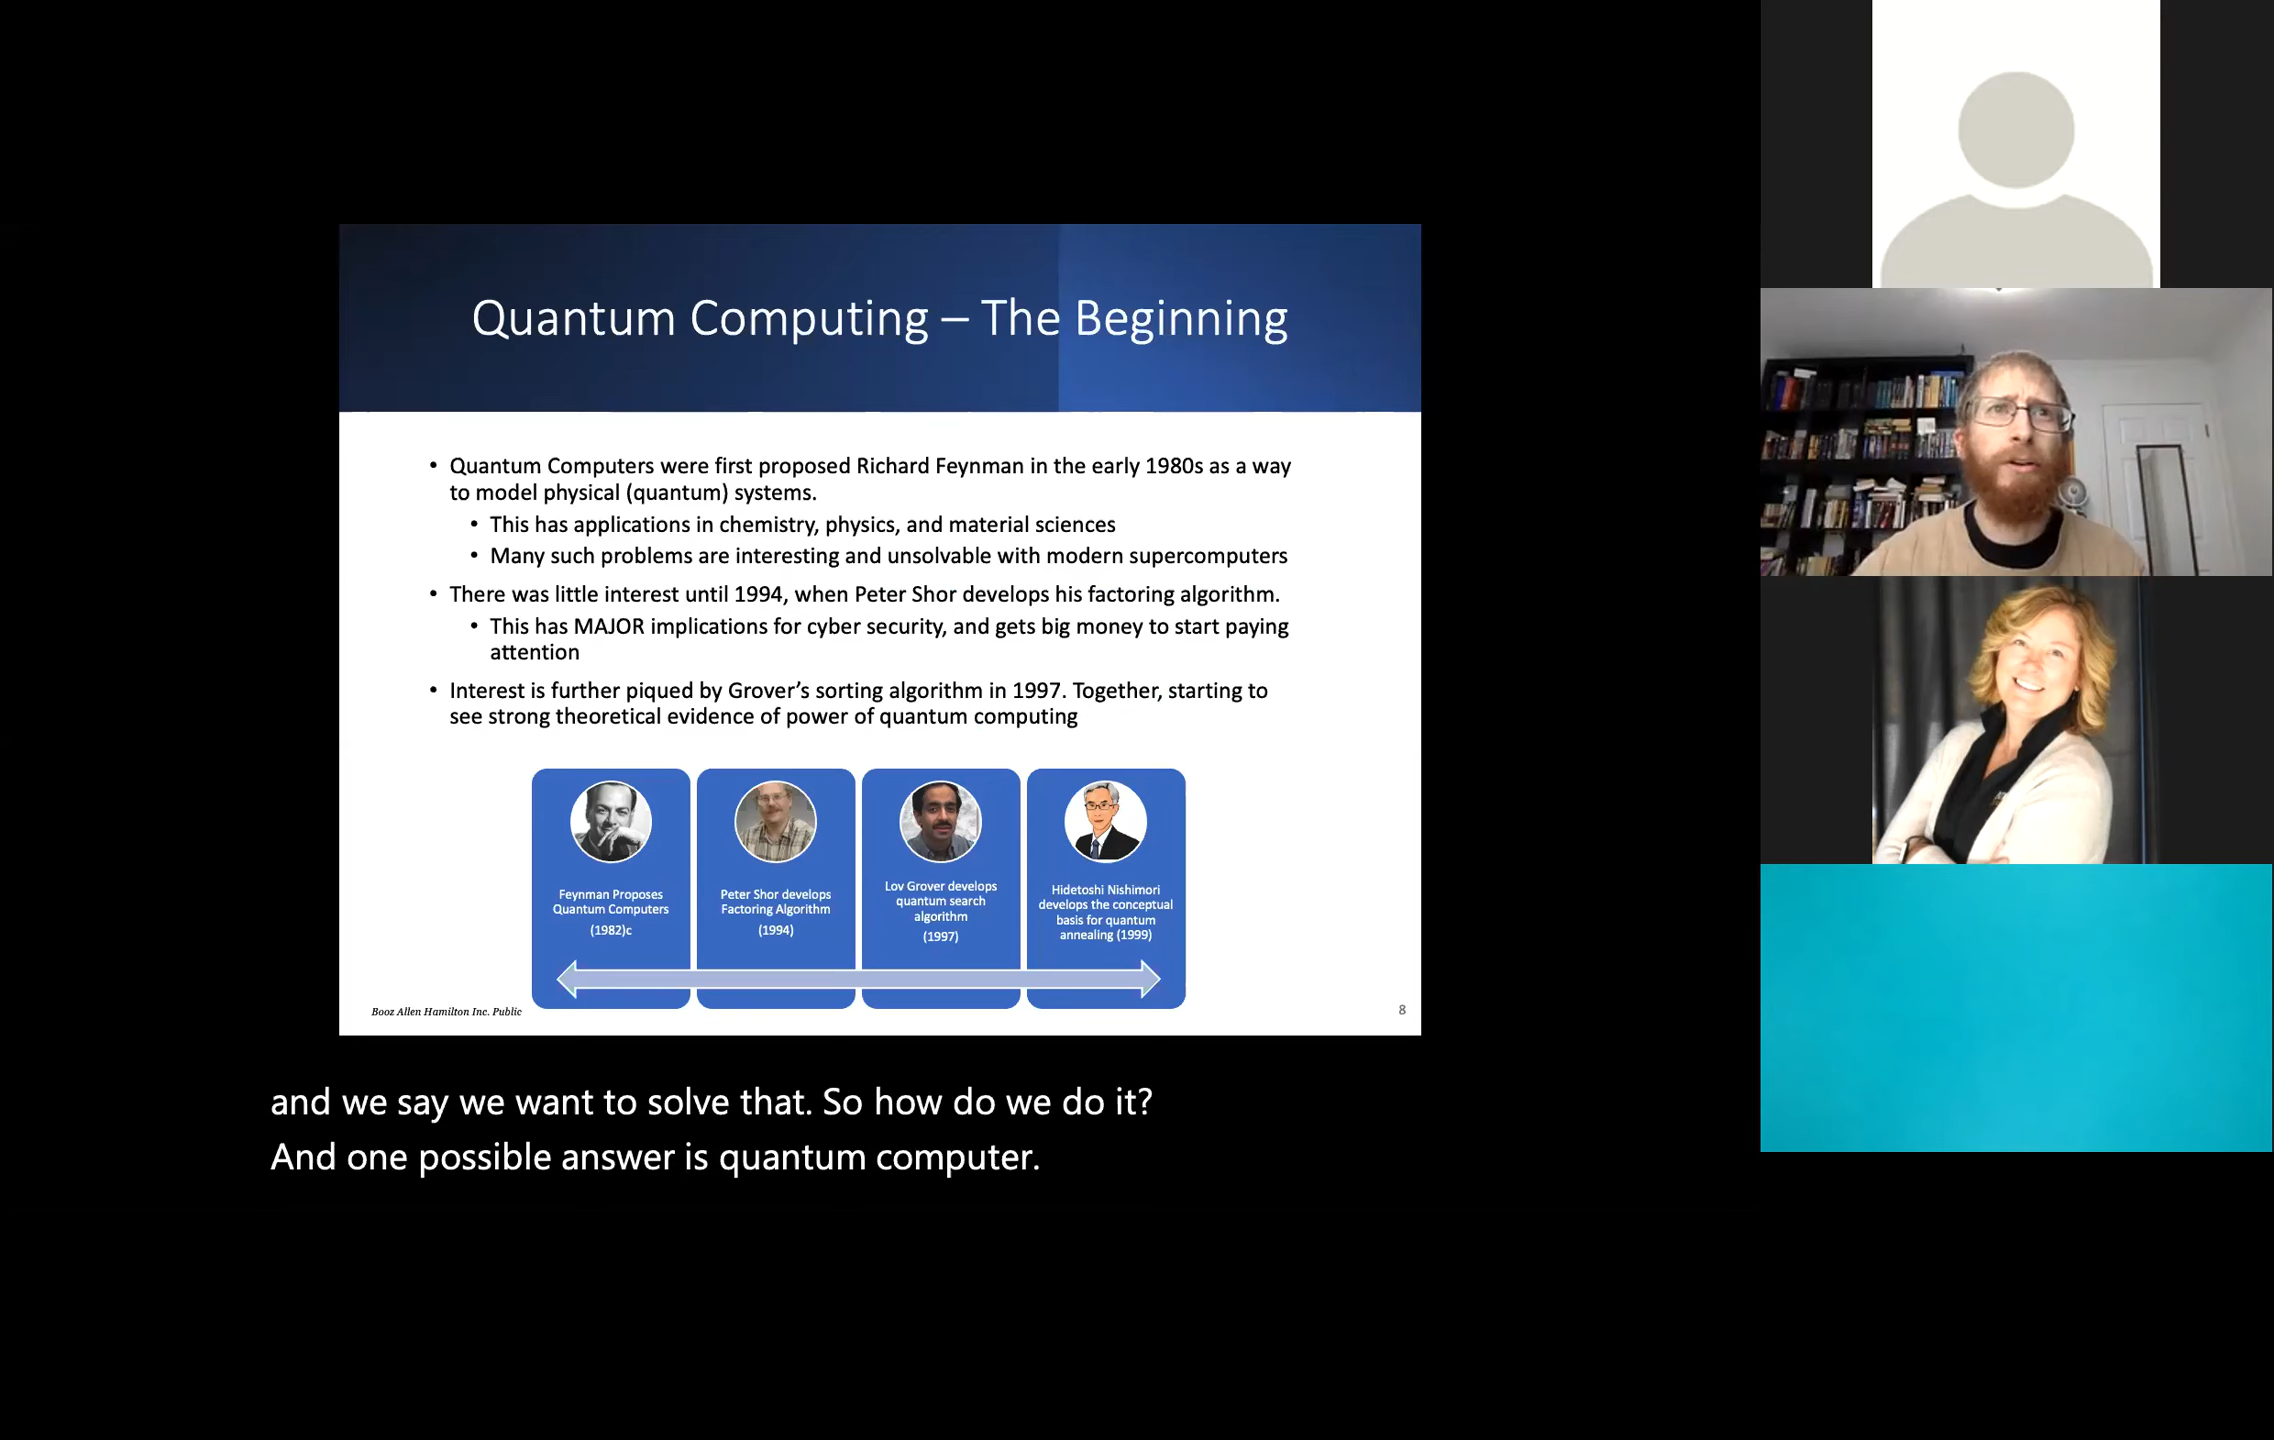 Quantum Computing – The Beginning
• Quantum Computers were first proposed Richard Feynman in the early 1980s as a way
to model physical (quantum) systems.
• This has applications in chemistry, physics, and material sciences
• Many such problems are interesting and unsolvable with modern supercomputers
• There was little interest until 1994, when Peter Shor develops his factoring algorithm.
• This has MAJOR implications for cyber security, and gets big money to start paying
attention
• Interest is further piqued by Grover’s sorting algorithm in 1997. Together, starting to
see strong theoretical evidence of power of quantum computing
Feynman Proposes
Quantum Computers
(1982)c
Peter Shor develops
Factoring Algorithm
(1994)
Lov Grover develops
quantum search
algorithm
(1997)
Hidetoshi Nishimori
develops the conceptual
basis for quantum
annealing (1999)
Booz Allen Hamilton Inc. Public
8
and we say we want to solve that. So how do we do it?
And one possible answer is quantum computer.